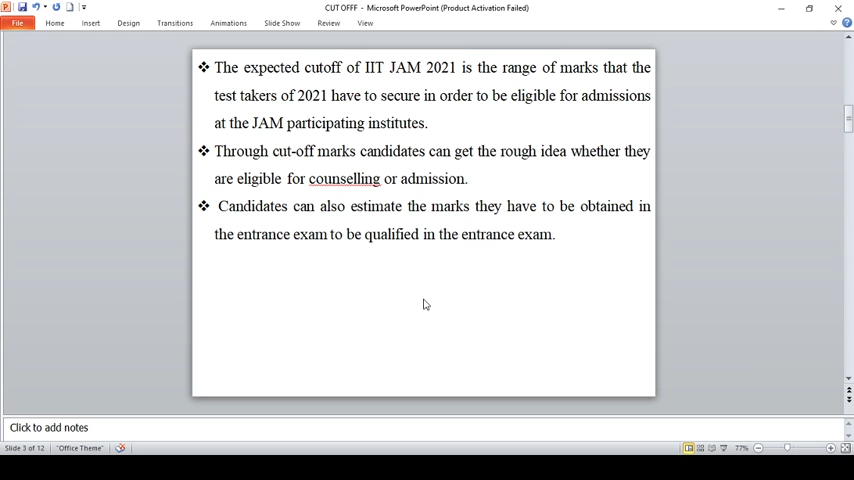 CUT OFFF - Microsoft PowerPoint (Product Activation Failed)
File Home Insert Design Transitions Animations Slide Show Review View
❖ The expected cutoff of IIT JAM 2021 is the range of marks that the
test takers of 2021 have to secure in order to be eligible for admissions
at the JAM participating institutes.
❖ Through cut-off marks candidates can get the rough idea whether they
are eligible for counselling or admission.
❖ Candidates can also estimate the marks they have to be obtained in
the entrance exam to be qualified in the entrance exam.
Click to add notes
Slide 3 of 12 "Office Theme" 77%